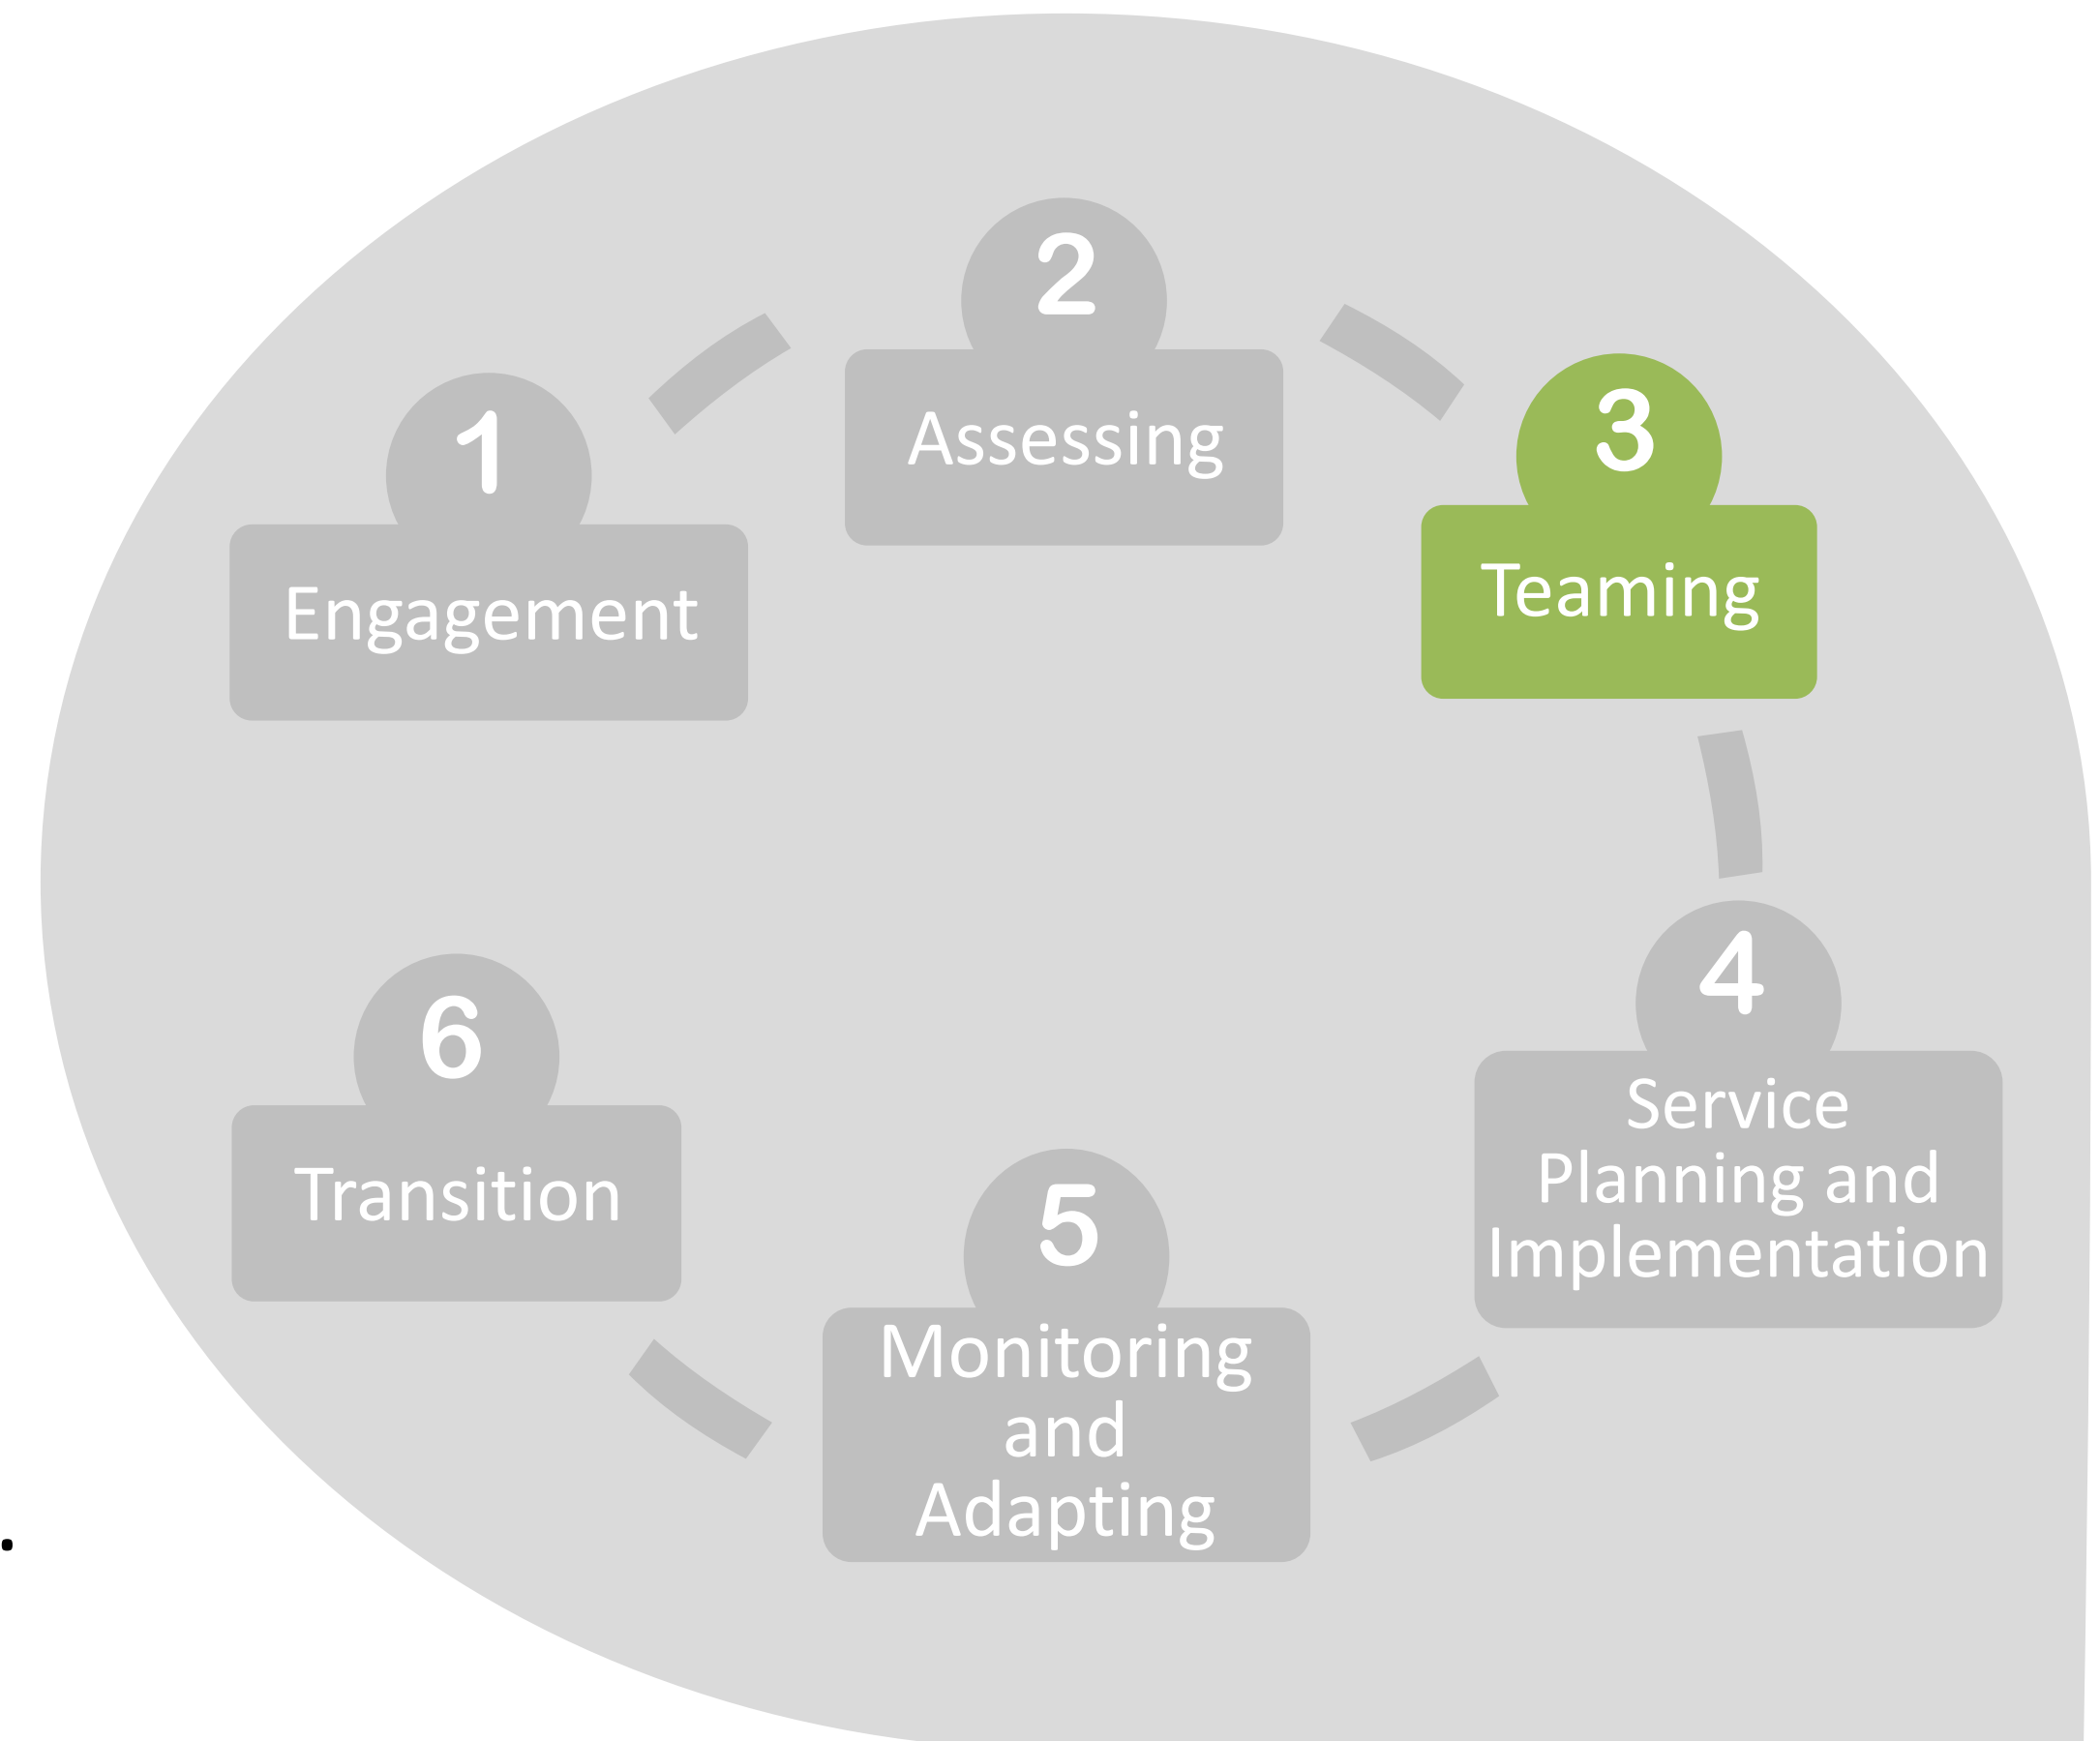 1
Engagement
2
Assessing
3
Teaming
4
Service
Planning and
Implementation
5
Monitoring
and
Adapting
6
Transition
.